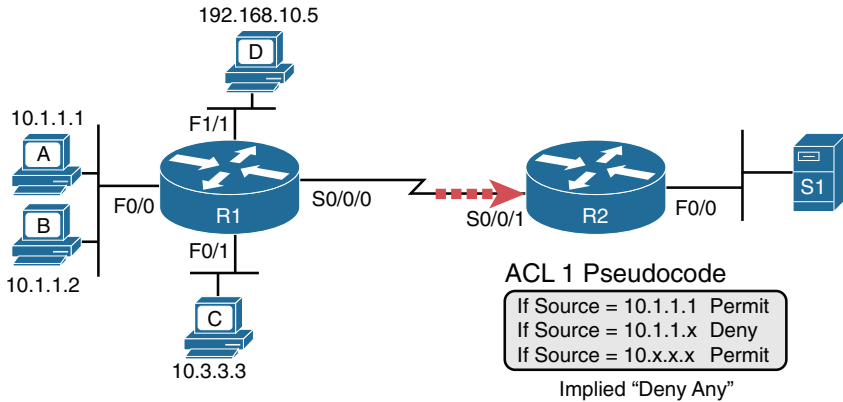 192.168.10.5
D
10.1.1.1
F1/1
A
F0/0
S0/0/0
R1
B
10.1.1.2
F0/1
C
10.3.3.3
S0/0/1
R2
F0/0
S1
ACL 1 Pseudocode
If Source = 10.1.1.1 Permit
If Source = 10.1.1.x Deny
If Source = 10.x.x.x Permit
Implied “Deny Any”